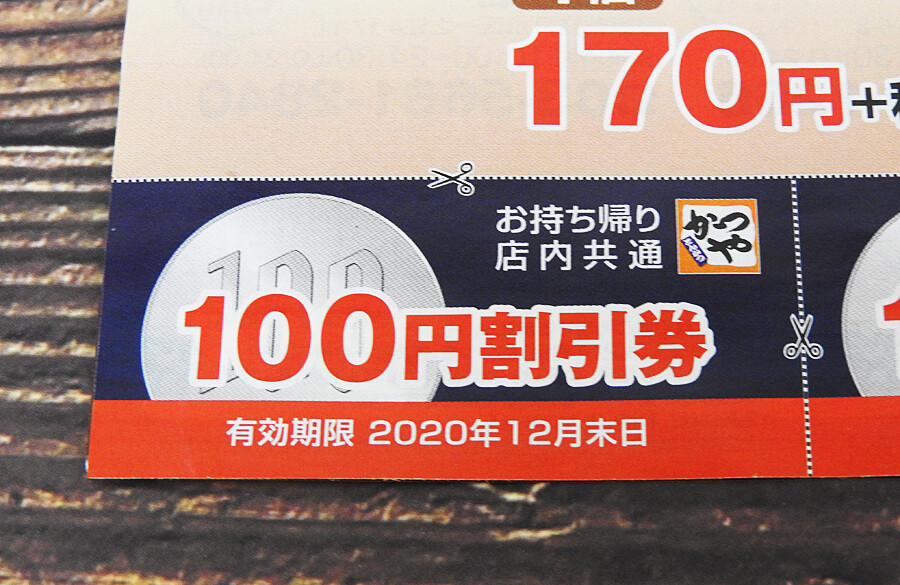 170円+
お持ち帰り
店内共通
かつや
100
100円割引券
有効期限 2020年12月末日